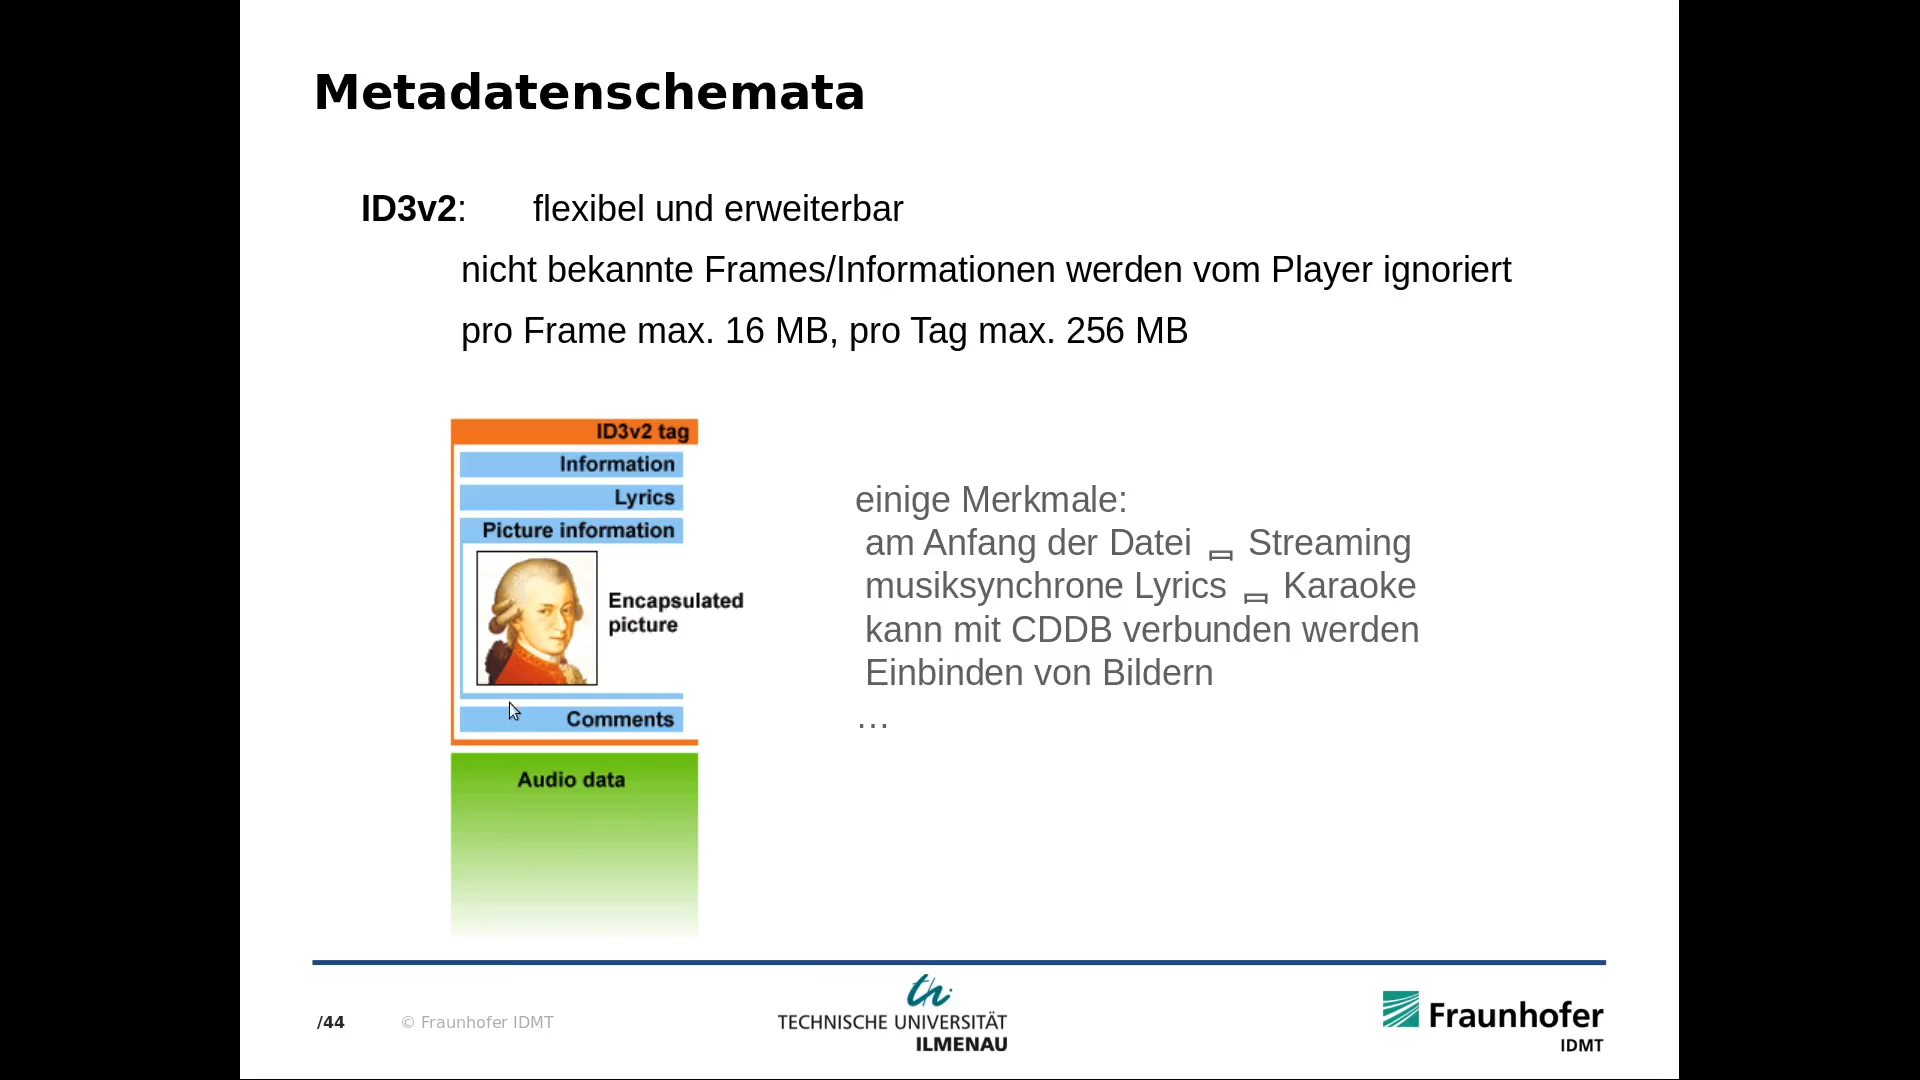 Metadatenschemata
ID3v2: flexibel und erweiterbar
nicht bekannte Frames/Informationen werden vom Player ignoriert
pro Frame max. 16 MB, pro Tag max. 256 MB
ID3v2 tag
Information
Lyrics
Picture information
Encapsulated
picture
Comments
Audio data
einige Merkmale:
am Anfang der Datei Streaming
musiksynchrone Lyrics Karaoke
kann mit CDDB verbunden werden
Einbinden von Bildern
…
/44
© Fraunhofer IDMT
th
TECHNISCHE UNIVERSITÄT
ILMENAU
Fraunhofer
IDMT